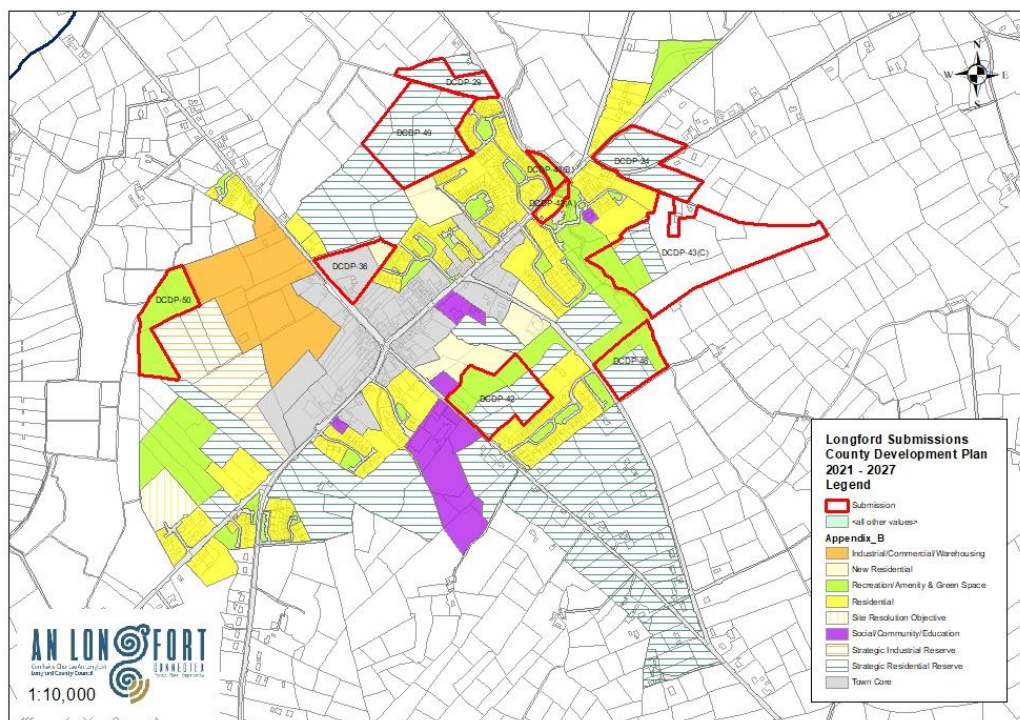 N
W
E
S
DCDP-29
DCDP-49
DCDP-24
DCDP-43(C)
DCDP-36
DCDP-50
DCDP-46
DCDP-42
Longford Submissions
County Development Plan
2021 - 2027
Legend
Submission
<all other values>
Appendix_B
Industrial/Commercial/Warehousing
New Residential
Recreation/Amenity & Green Space
Residential
Site Resolution Objective
Social/Community/Education
Strategic Industrial Reserve
Strategic Residential Reserve
Town Core
AN LONGFORT
CONNECTED
Longford County Council
1:10,000